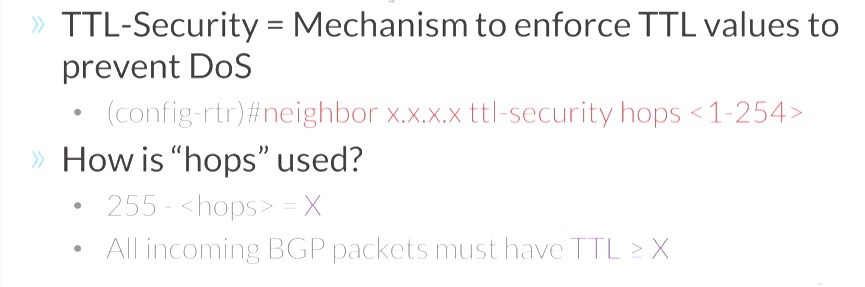 » TTL-Security = Mechanism to enforce TTL values to
prevent DoS
• (config-rtr)#neighbor x.x.x.x ttl-security hops <1-254>
» How is “hops” used?
• 255 - <hops> = X
• All incoming BGP packets must have TTL ≥ X